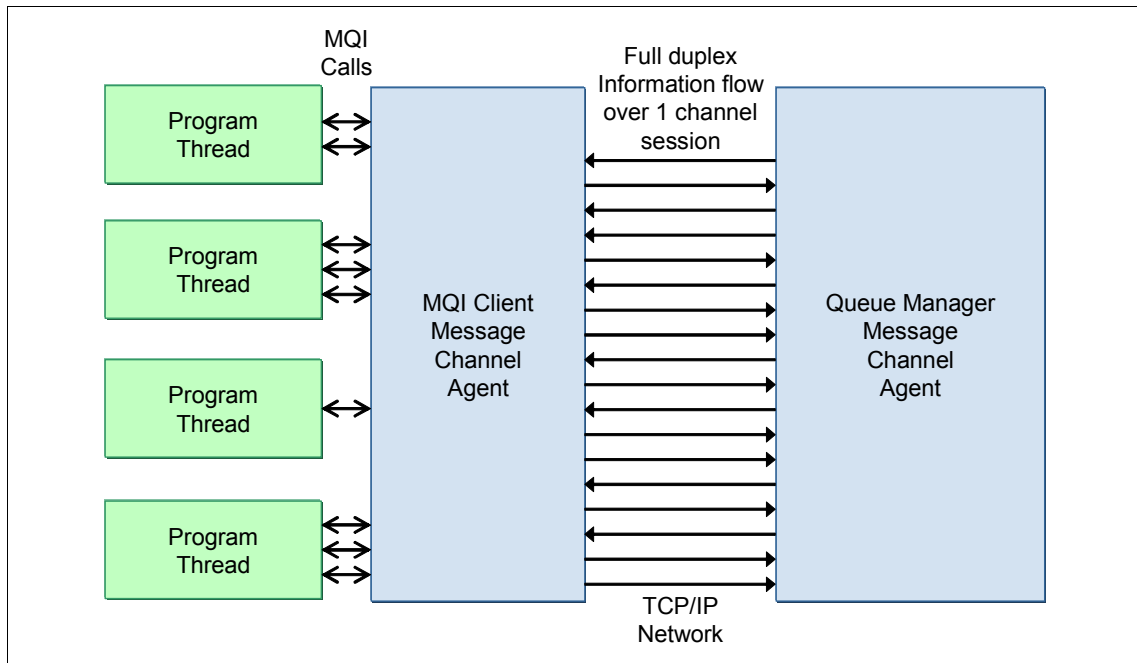 MQI
Calls
Full duplex
Information flow
over 1 channel
session
Program
Thread
Program
Thread
Program
Thread
Program
Thread
MQI Client
Message
Channel
Agent
Queue Manager
Message
Channel
Agent
TCP/IP
Network